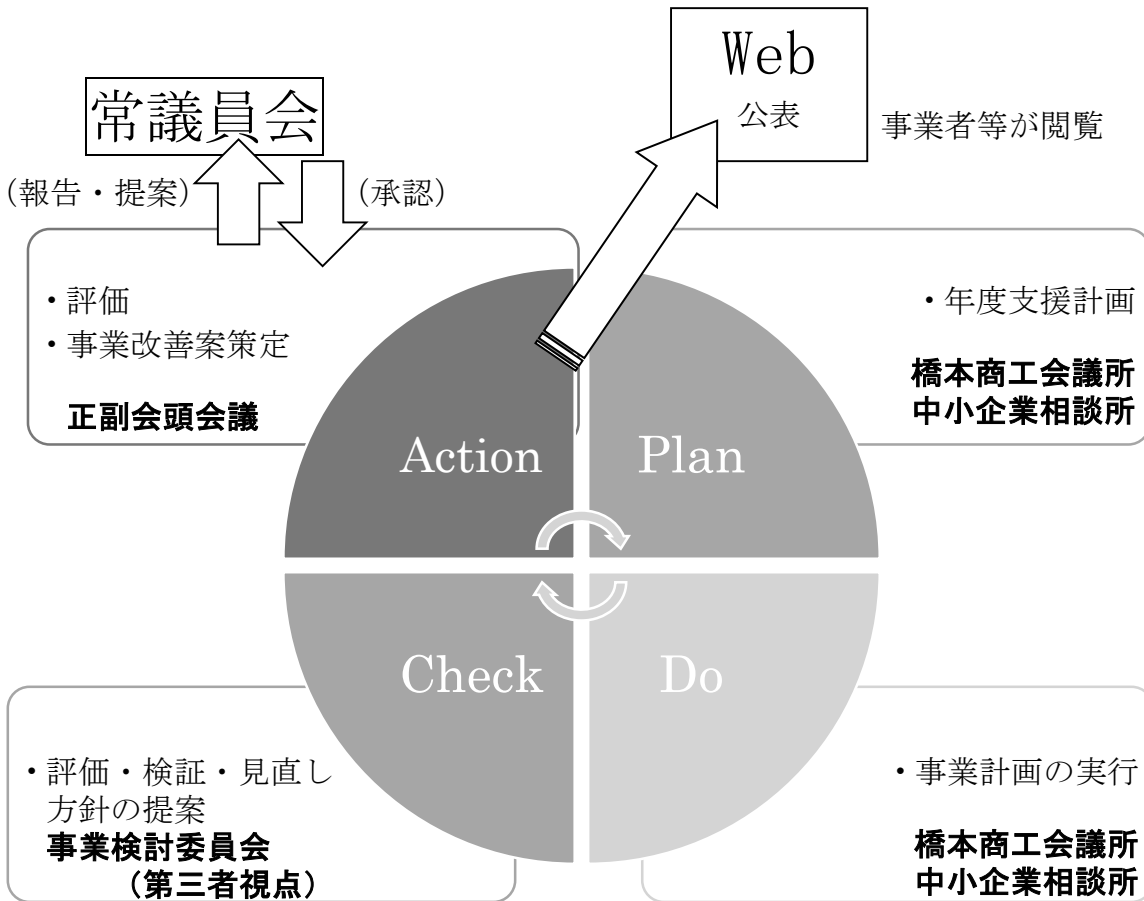 Web
公表
事業者等が閲覧
常議員会
(報告・提案)
(承認)
・評価
・事業改善案策定
正副会頭会議
・年度支援計画
橋本商工会議所
中小企業相談所
Action
Plan
Check
Do
・評価・検証・見直し
方針の提案
事業検討委員会
(第三者視点)
・事業計画の実行
橋本商工会議所
中小企業相談所